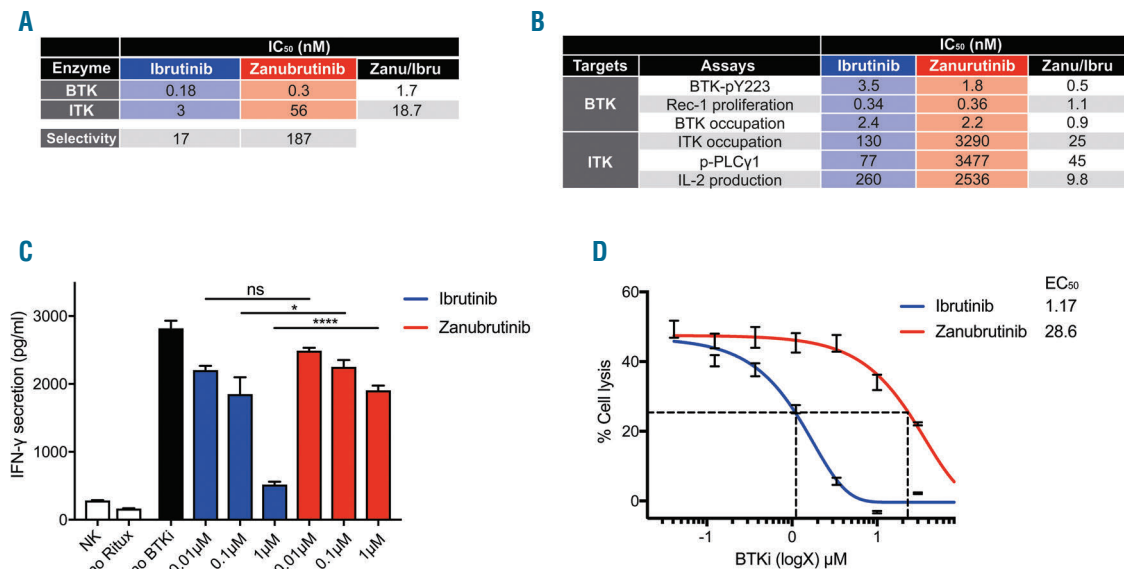 A
IC50 (nM)
Enzyme Ibrutinib Zanubrutinib Zanu/Ibru
BTK 0.18 0.3 1.7
ITK 3 56 18.7
Selectivity 17 187
B
IC50 (nM)
Targets Assays Ibrutinib Zanurutinib Zanu/Ibru
BTK
BTK-pY223 3.5 1.8 0.5
Rec-1 proliferation 0.34 0.36 1.1
BTK occupation 2.4 2.2 0.9
ITK
ITK occupation 130 3290 25
p-PLCγ1 77 3477 45
IL-2 production 260 2536 9.8
C
IFN-γ secretion (pg/ml)
3000
2000
1000
0
ns
*
****
Ibrutinib
Zanubrutinib
NK
no Ritux
no BTKi
0.01µM
0.1µM
1µM
0.01µM
0.1µM
1µM
D
EC50
Ibrutinib 1.17
Zanubrutinib 28.6
% Cell lysis
60
40
20
0
-1 0 1
BTKi (logX) µM